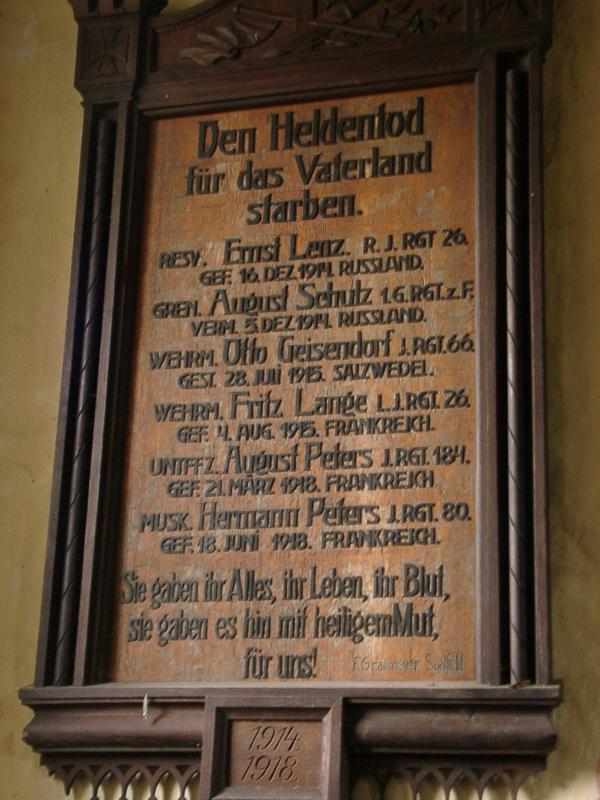 Den Heldentod
für das Vaterland
starben.
RESV. Ernst Lenz. R. J. RGT 26.
GEF. 16. DEZ. 1914. RUSSLAND.
GREN. August Schulz 1. G. RGT. z. F.
VERM. 5. DEZ. 1914. RUSSLAND.
WEHRM. Otto Geisendorf J. RGT. 66.
GEST. 28. JULI 1915. SALZWEDEL.
WEHRM. Fritz Lange L. J. RGT. 26.
GEF. 4. AUG. 1915. FRANKREICH.
UNTFFZ. August Peters J. RGT. 184.
GEF. 21. MÄRZ 1918. FRANKREICH.
MUSK. Hermann Peters J. RGT. 80.
GEF. 18. JUNI 1918. FRANKREICH.
Sie gaben ihr Alles, ihr Leben, ihr Blut,
sie gaben es hin mit heiligem Mut,
für uns!
1914.
1918.